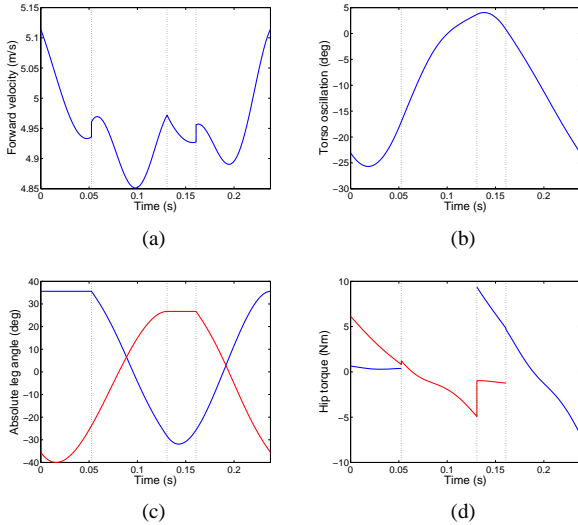 5.15
5.1
5.05
5
4.95
4.9
4.85
Forward velocity (m/s)
0 0.05 0.1 0.15 0.2
Time (s)
(a)
5
0
−5
−10
−15
−20
−25
−30
Torso oscillation (deg)
0 0.05 0.1 0.15 0.2
Time (s)
(b)
40
30
20
10
0
−10
−20
−30
−40
Absolute leg angle (deg)
0 0.05 0.1 0.15 0.2
Time (s)
(c)
10
5
0
−5
−10
Hip torque (Nm)
0 0.05 0.1 0.15 0.2
Time (s)
(d)